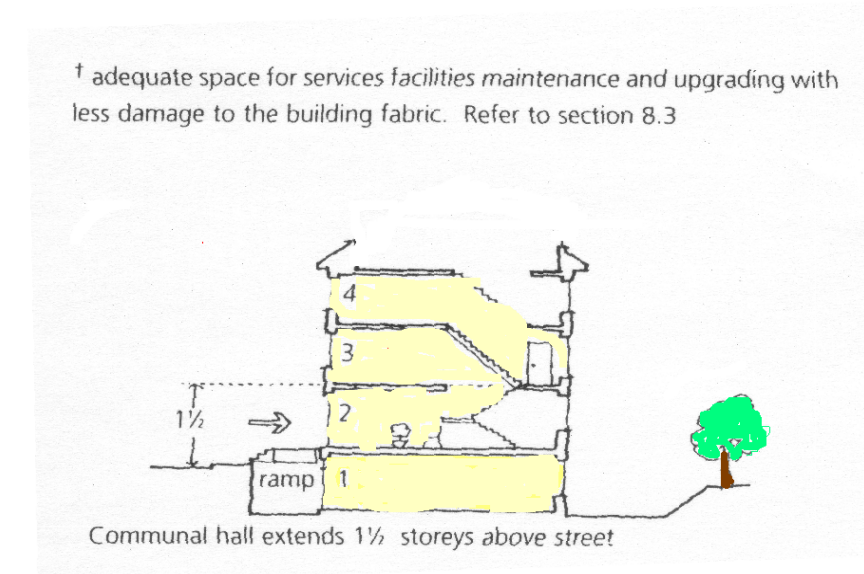 † adequate space for services facilities maintenance and upgrading with
less damage to the building fabric. Refer to section 8.3
4
3
1½
2
ramp
1
Communal hall extends 1½ storeys above street